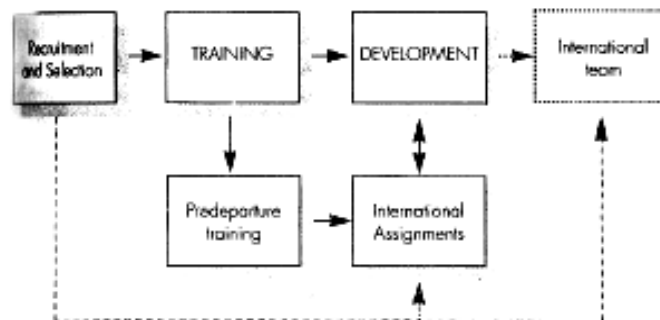 Recruitment
and Selection
TRAINING
DEVELOPMENT
International
team
Predeparture
training
International
Assignments